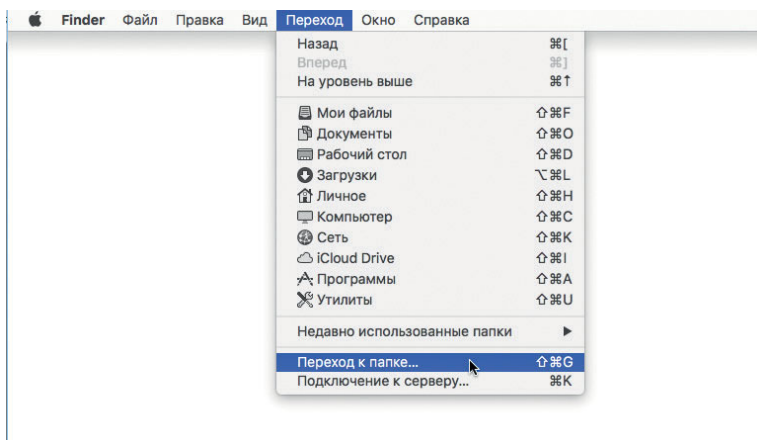 Finder Файл Правка Вид Переход Окно Справка
Назад ⌘[
Вперед ⌘]
На уровень выше ⌘↑
Мои файлы ⇧⌘F
Документы ⇧⌘O
Рабочий стол ⇧⌘D
Загрузки ⌥⌘L
Личное ⇧⌘H
Компьютер ⇧⌘C
Сеть ⇧⌘K
iCloud Drive ⇧⌘I
Программы ⇧⌘A
Утилиты ⇧⌘U
Недавно использованные папки ▶
Переход к папке... ⇧⌘G
Подключение к серверу... ⌘K